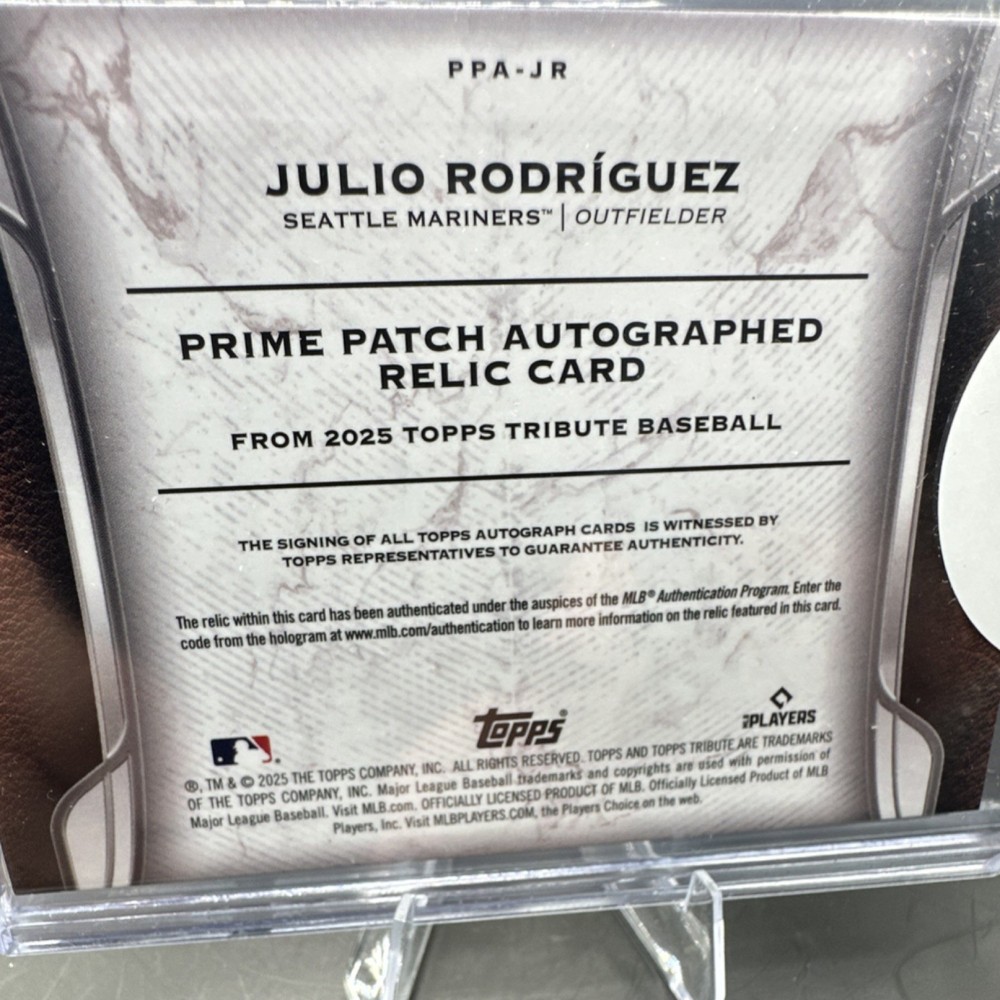 PPA-JR
JULIO RODRÍGUEZ
SEATTLE MARINERS™ | OUTFIELDER
PRIME PATCH AUTOGRAPHED
RELIC CARD
FROM 2025 TOPPS TRIBUTE BASEBALL
THE SIGNING OF ALL TOPPS AUTOGRAPH CARDS IS WITNESSED BY
TOPPS REPRESENTATIVES TO GUARANTEE AUTHENTICITY.
The relic within this card has been authenticated under the auspices of the MLB® Authentication Program. Enter the
code from the hologram at www.mlb.com/authentication to learn more information on the relic featured in this card.
topps®
PLAYERS
®, TM & © 2025 THE TOPPS COMPANY, INC. ALL RIGHTS RESERVED. TOPPS AND TOPPS TRIBUTE ARE TRADEMARKS
OF THE TOPPS COMPANY, INC. Major League Baseball trademarks and copyrights are used with permission of
Major League Baseball. Visit MLB.com. OFFICIALLY LICENSED PRODUCT OF MLB. Officially Licensed Product of MLB
Players, Inc. Visit MLBPLAYERS.COM, the Players Choice on the web.